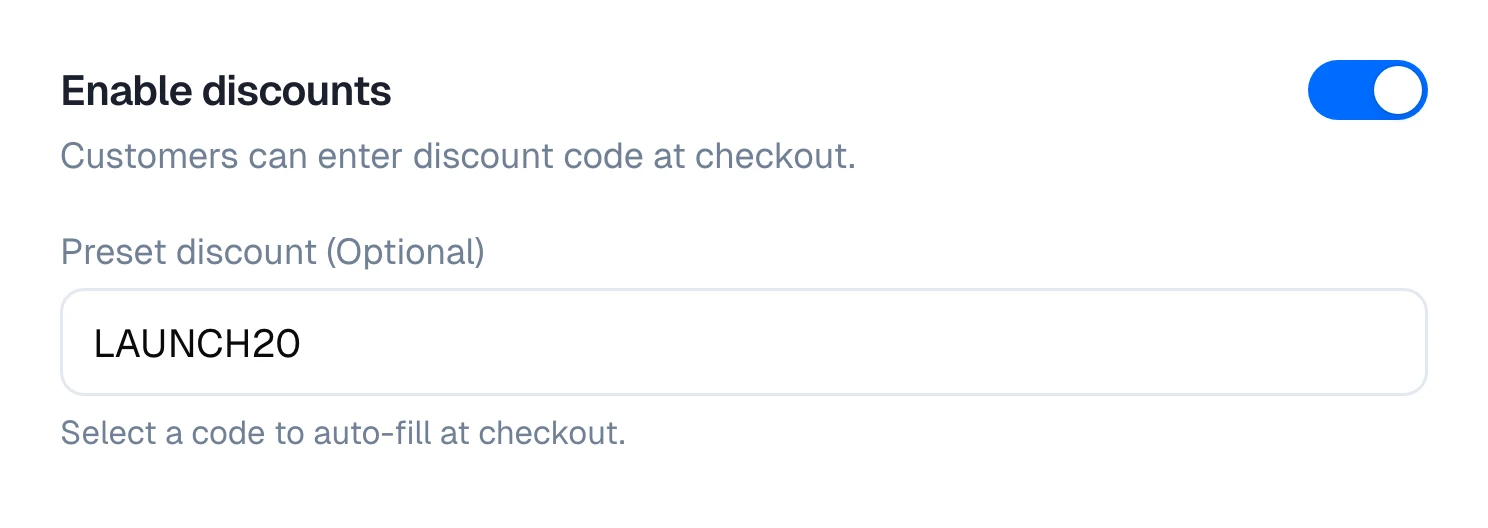 Enable discounts
Customers can enter discount code at checkout.
Preset discount (Optional)
LAUNCH20
Select a code to auto-fill at checkout.